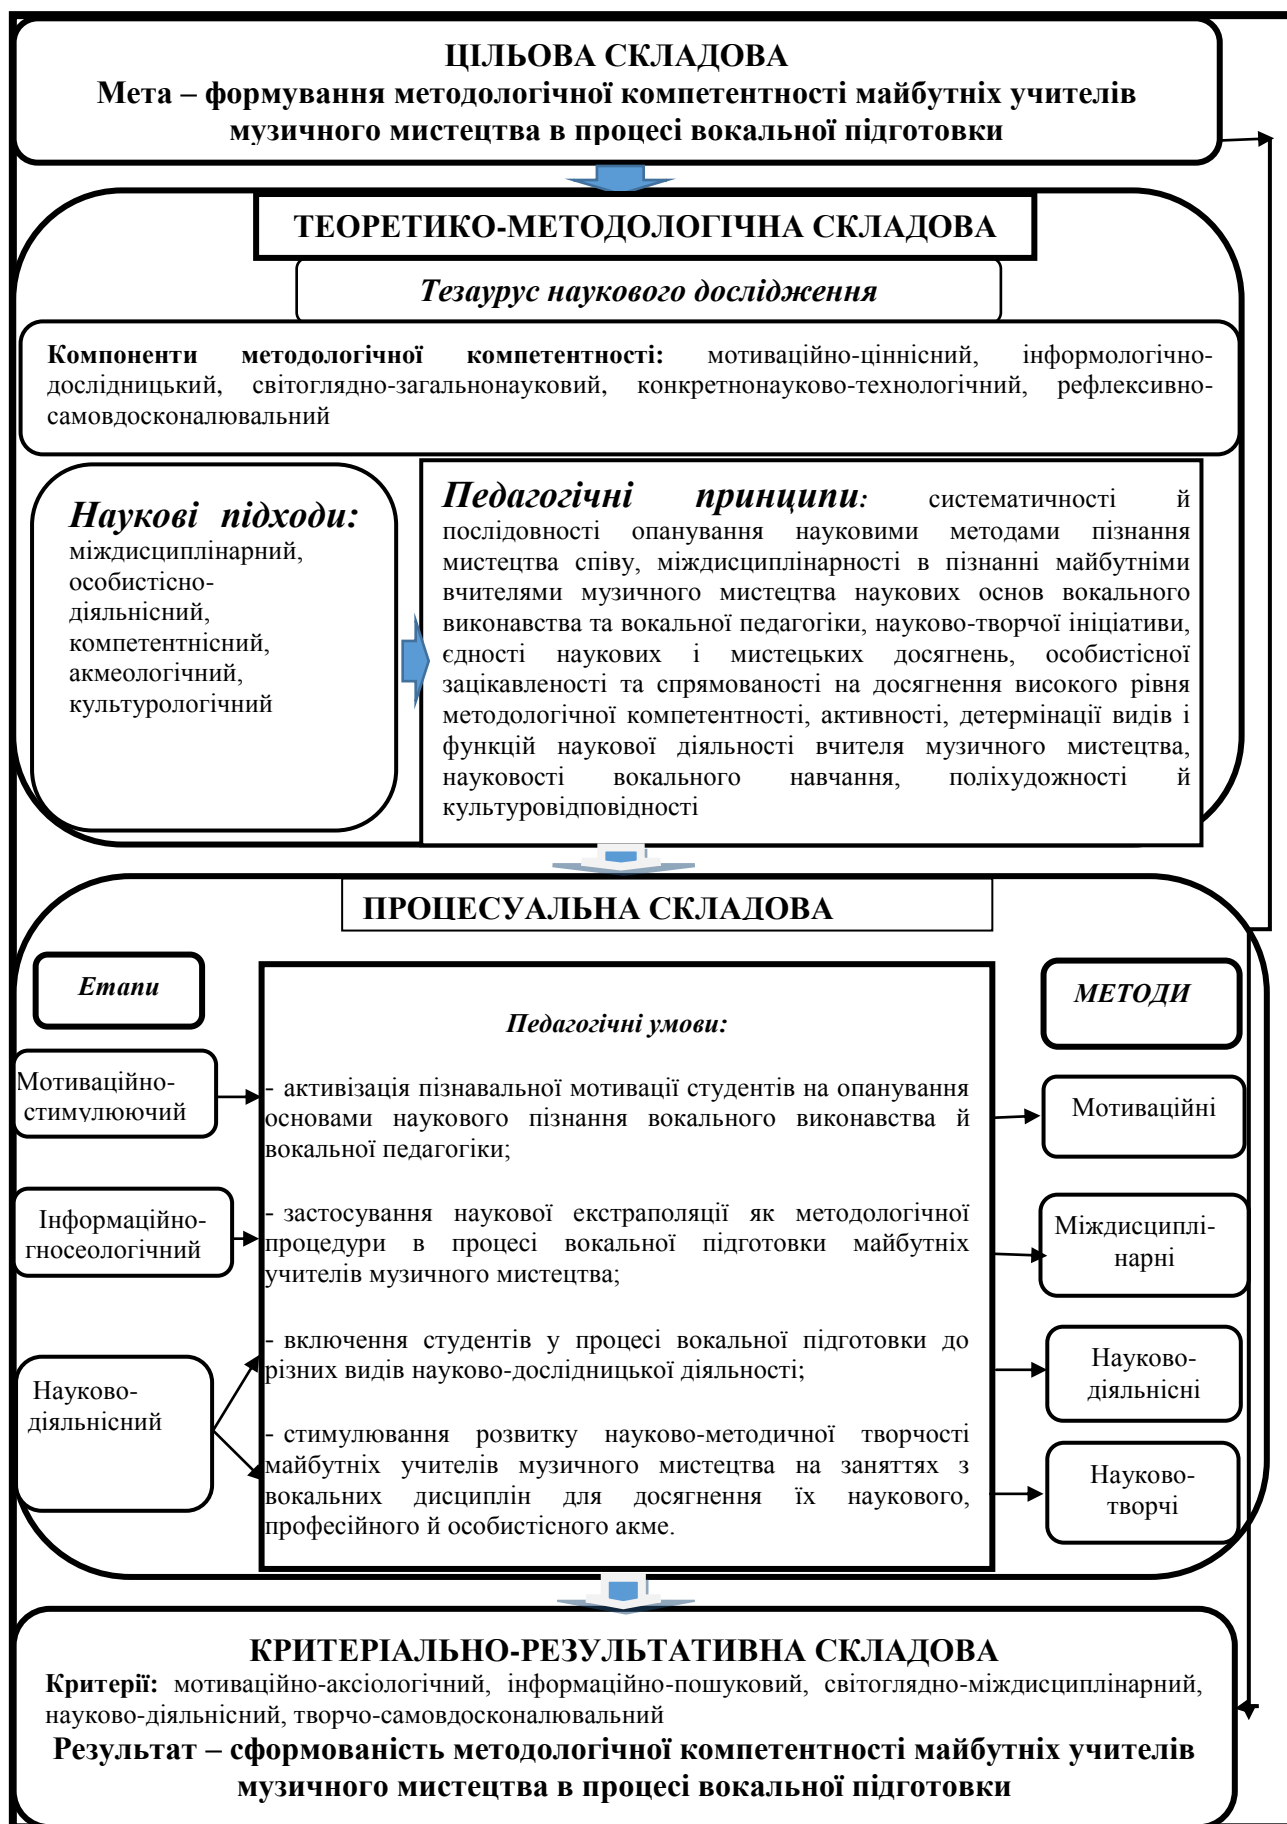 ЦІЛЬОВА СКЛАДОВА
Мета – формування методологічної компетентності майбутніх учителів
музичного мистецтва в процесі вокальної підготовки
ТЕОРЕТИКО-МЕТОДОЛОГІЧНА СКЛАДОВА
Тезаурус наукового дослідження
Компоненти методологічної компетентності: мотиваційно-ціннісний, інформологічно-
дослідницький, світоглядно-загальнонауковий, конкретнонауково-технологічний, рефлексивно-
самовдосконалювальний
Наукові підходи:
міждисциплінарний,
особистісно-
діяльнісний,
компетентнісний,
акмеологічний,
культурологічний
Педагогічні принципи: систематичності й
послідовності опанування науковими методами пізнання
мистецтва співу, міждисциплінарності в пізнанні майбутніми
вчителями музичного мистецтва наукових основ вокального
виконавства та вокальної педагогіки, науково-творчої ініціативи,
єдності наукових і мистецьких досягнень, особистісної
зацікавленості та спрямованості на досягнення високого рівня
методологічної компетентності, активності, детермінації видів і
функцій наукової діяльності вчителя музичного мистецтва,
науковості вокального навчання, поліхудожності й
культуровідповідності
ПРОЦЕСУАЛЬНА СКЛАДОВА
Етапи
Мотиваційно-
стимулюючий
Інформаційно-
гносеологічний
Науково-
діяльнісний
Педагогічні умови:
- активізація пізнавальної мотивації студентів на опанування
основами наукового пізнання вокального виконавства й
вокальної педагогіки;
- застосування наукової екстраполяції як методологічної
процедури в процесі вокальної підготовки майбутніх
учителів музичного мистецтва;
- включення студентів у процесі вокальної підготовки до
різних видів науково-дослідницької діяльності;
- стимулювання розвитку науково-методичної творчості
майбутніх учителів музичного мистецтва на заняттях з
вокальних дисциплін для досягнення їх наукового,
професійного й особистісного акме.
МЕТОДИ
Мотиваційні
Міждисциплі-
нарні
Науково-
діяльнісні
Науково-
творчі
КРИТЕРІАЛЬНО-РЕЗУЛЬТАТИВНА СКЛАДОВА
Критерії: мотиваційно-аксіологічний, інформаційно-пошуковий, світоглядно-міждисциплінарний,
науково-діяльнісний, творчо-самовдосконалювальний
Результат – сформованість методологічної компетентності майбутніх учителів
музичного мистецтва в процесі вокальної підготовки